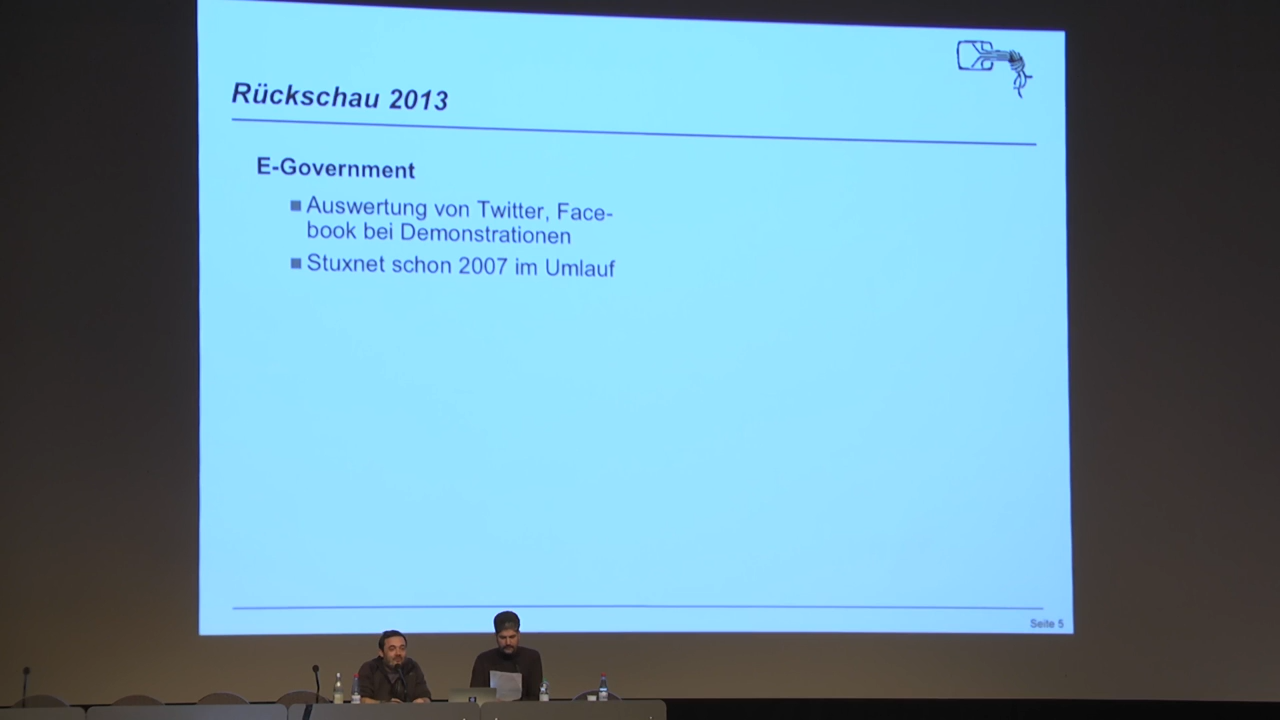 Rückschau 2013
E-Government
Auswertung von Twitter, Face-
book bei Demonstrationen
Stuxnet schon 2007 im Umlauf
Seite 5